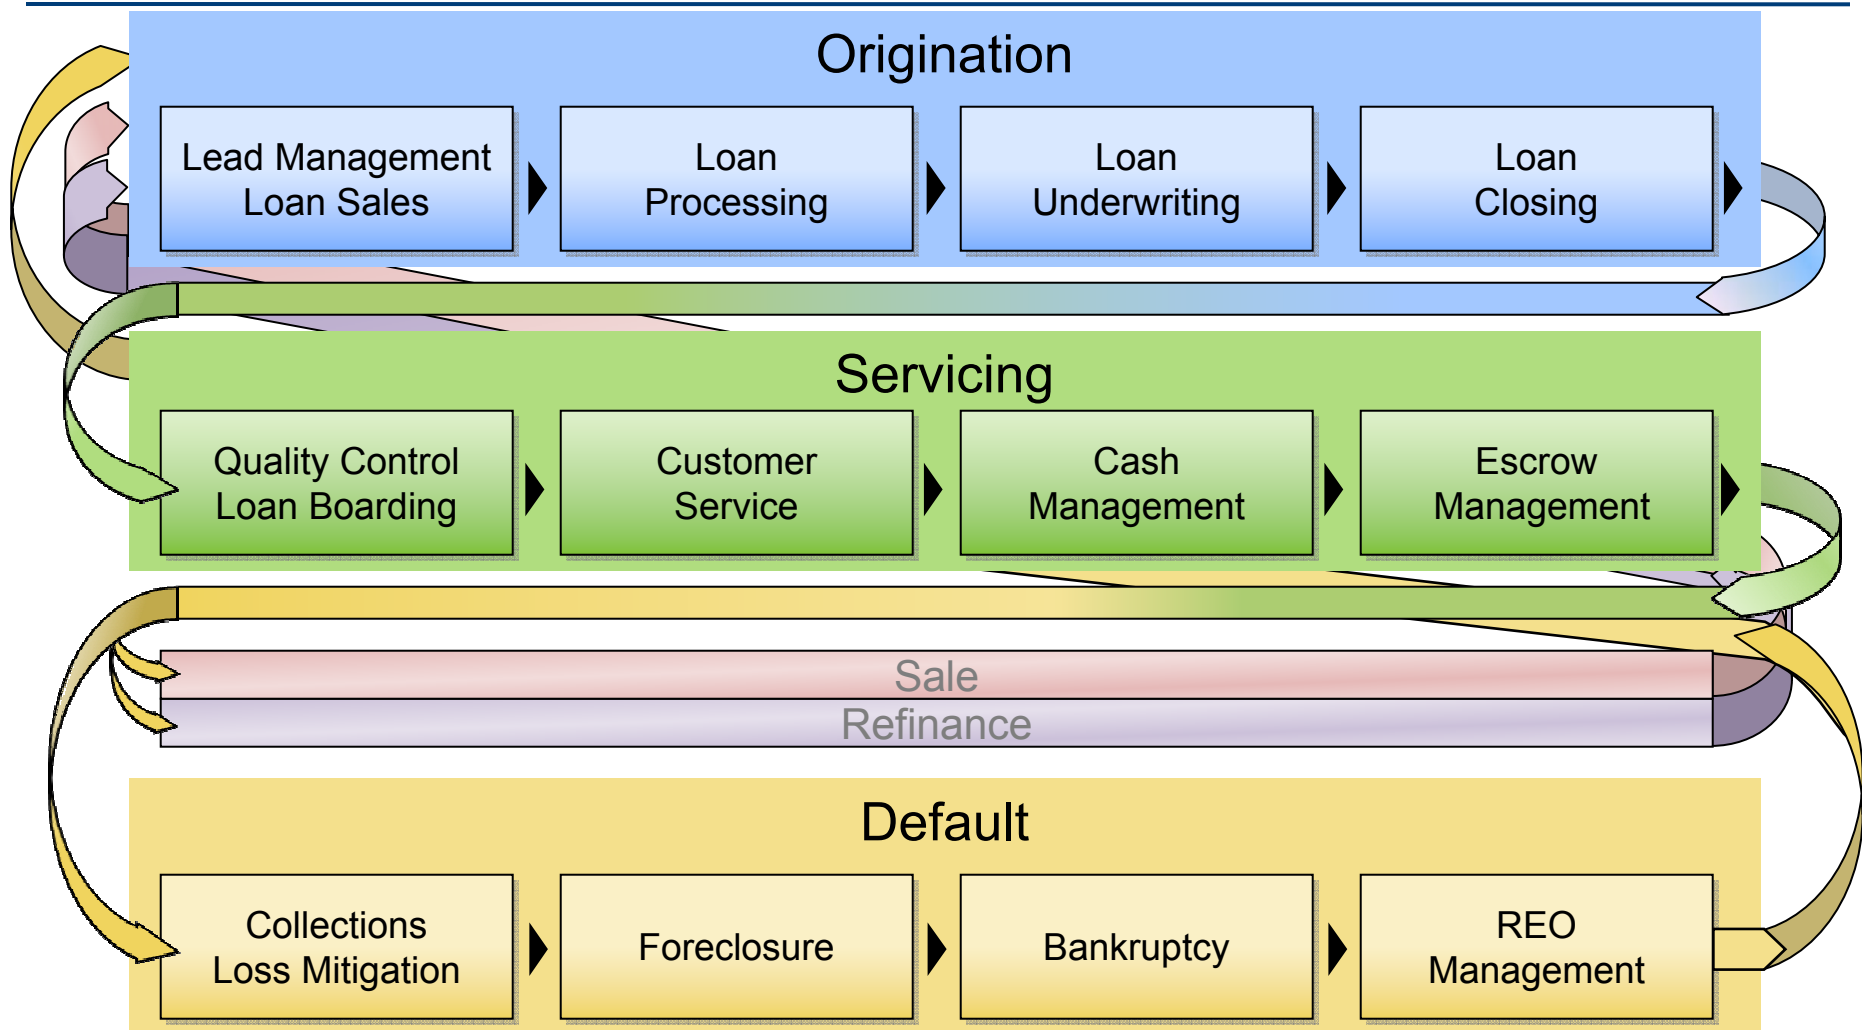 Origination
Lead Management
Loan Sales
Loan
Processing
Loan
Underwriting
Loan
Closing
Servicing
Quality Control
Loan Boarding
Customer
Service
Cash
Management
Escrow
Management
Sale
Refinance
Default
Collections
Loss Mitigation
Foreclosure
Bankruptcy
REO
Management